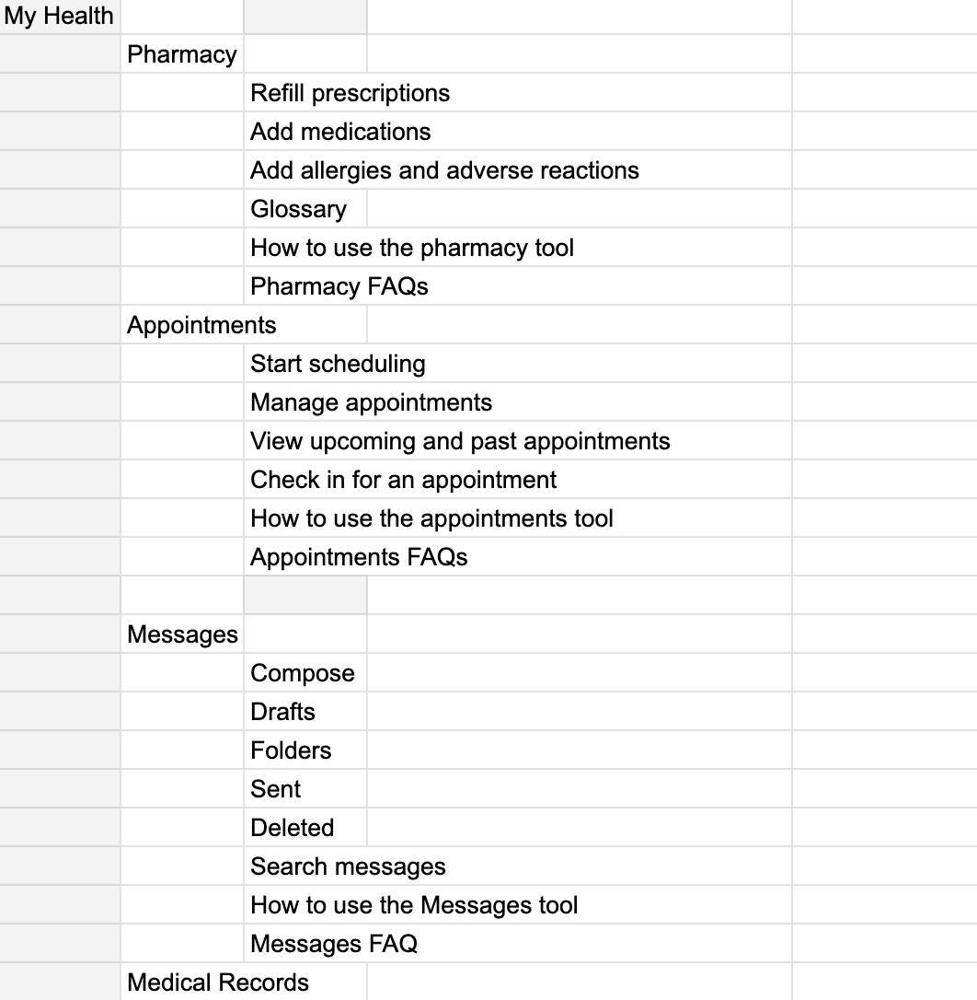 My Health
Pharmacy
Refill prescriptions
Add medications
Add allergies and adverse reactions
Glossary
How to use the pharmacy tool
Pharmacy FAQs
Appointments
Start scheduling
Manage appointments
View upcoming and past appointments
Check in for an appointment
How to use the appointments tool
Appointments FAQs
Messages
Compose
Drafts
Folders
Sent
Deleted
Search messages
How to use the Messages tool
Messages FAQ
Medical Records